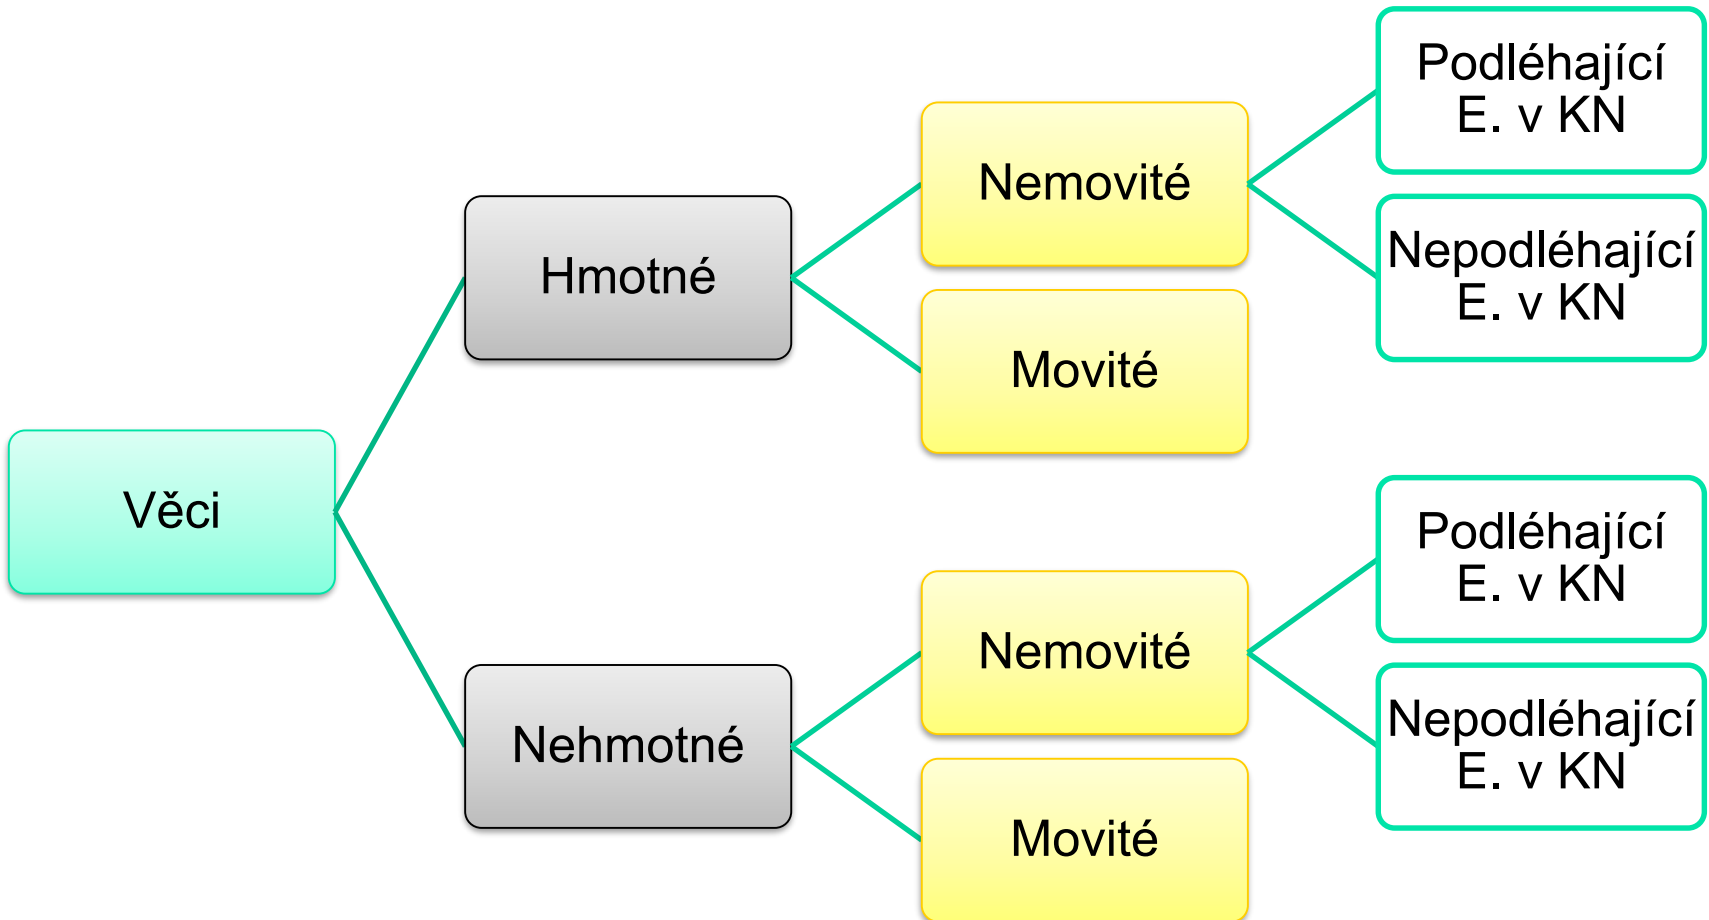 Věci
Hmotné
Nemovité
Podléhající
E. v KN
Nepodléhající
E. v KN
Movité
Nehmotné
Nemovité
Podléhající
E. v KN
Nepodléhající
E. v KN
Movité